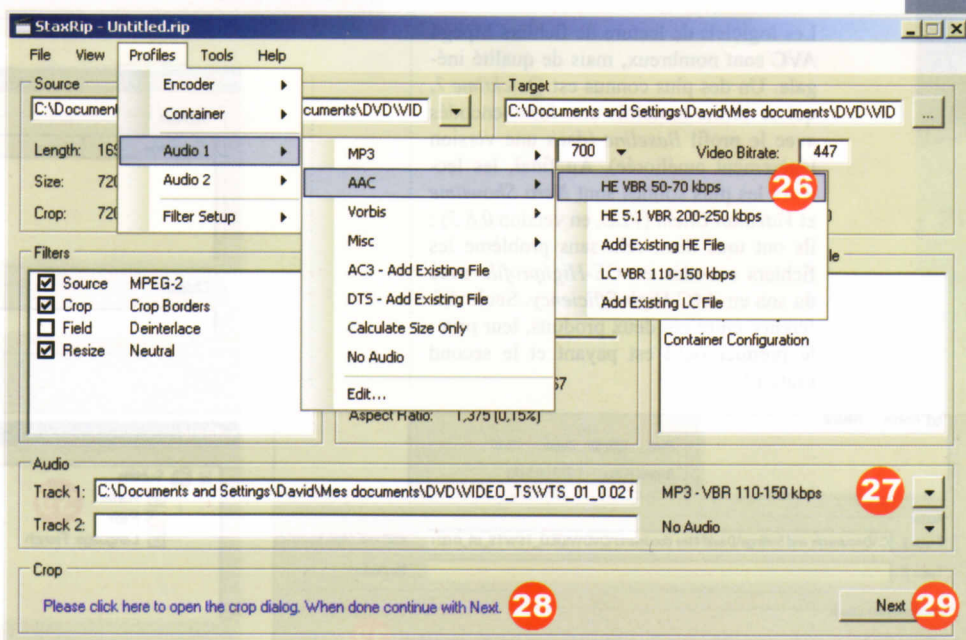 StaxRip - Untitled.rip
File View Profiles Tools Help
Source
C:\Document
cuments\DVD\VID
Target
C:\Documents and Settings\David\Mes documents\DVD\VID
...
Length: 16
Size: 720
Crop: 720
700
Video Bitrate: 447
Encoder
Container
Audio 1
Audio 2
Filter Setup
MP3
AAC
Vorbis
Misc
AC3 - Add Existing File
DTS - Add Existing File
Calculate Size Only
No Audio
Edit...
HE VBR 50-70 kbps
26
HE 5.1 VBR 200-250 kbps
Add Existing HE File
LC VBR 110-150 kbps
Add Existing LC File
Filters
Source MPEG-2
Crop Crop Borders
Field Deinterlace
Resize Neutral
Container Configuration
Aspect Ratio: 1,375 (0,15%)
Audio
Track 1: C:\Documents and Settings\David\Mes documents\DVD\VIDEO_TS\VTS_01_0 02 f
MP3 - VBR 110-150 kbps
27
Track 2:
No Audio
Crop
Please click here to open the crop dialog. When done continue with Next.
28
Next
29